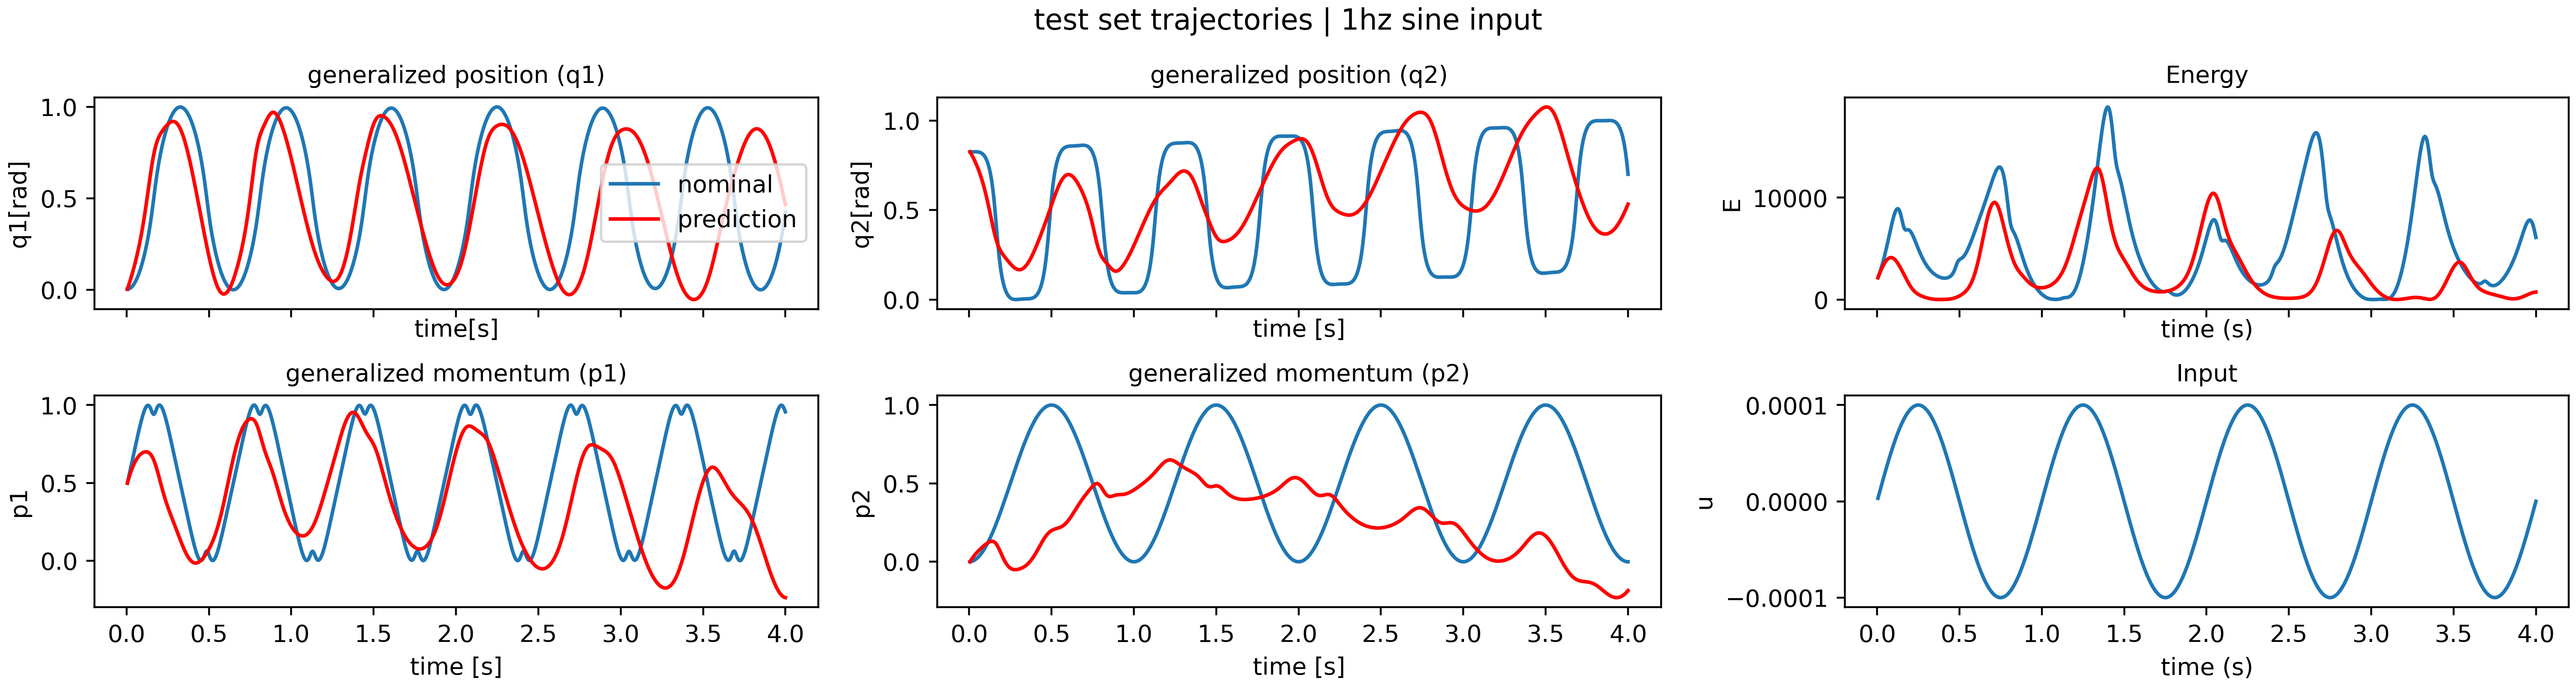 test set trajectories | 1hz sine input
generalized position (q1)
1.0
0.5
0.0
q1[rad]
nominal
prediction
time[s]
generalized position (q2)
1.0
0.5
0.0
q2[rad]
time [s]
Energy
10000
0
E
time (s)
generalized momentum (p1)
1.0
0.5
0.0
p1
0.0 0.5 1.0 1.5 2.0 2.5 3.0 3.5 4.0
time [s]
generalized momentum (p2)
1.0
0.5
0.0
p2
0.0 0.5 1.0 1.5 2.0 2.5 3.0 3.5 4.0
time [s]
Input
0.0001
0.0000
−0.0001
u
0.0 0.5 1.0 1.5 2.0 2.5 3.0 3.5 4.0
time (s)